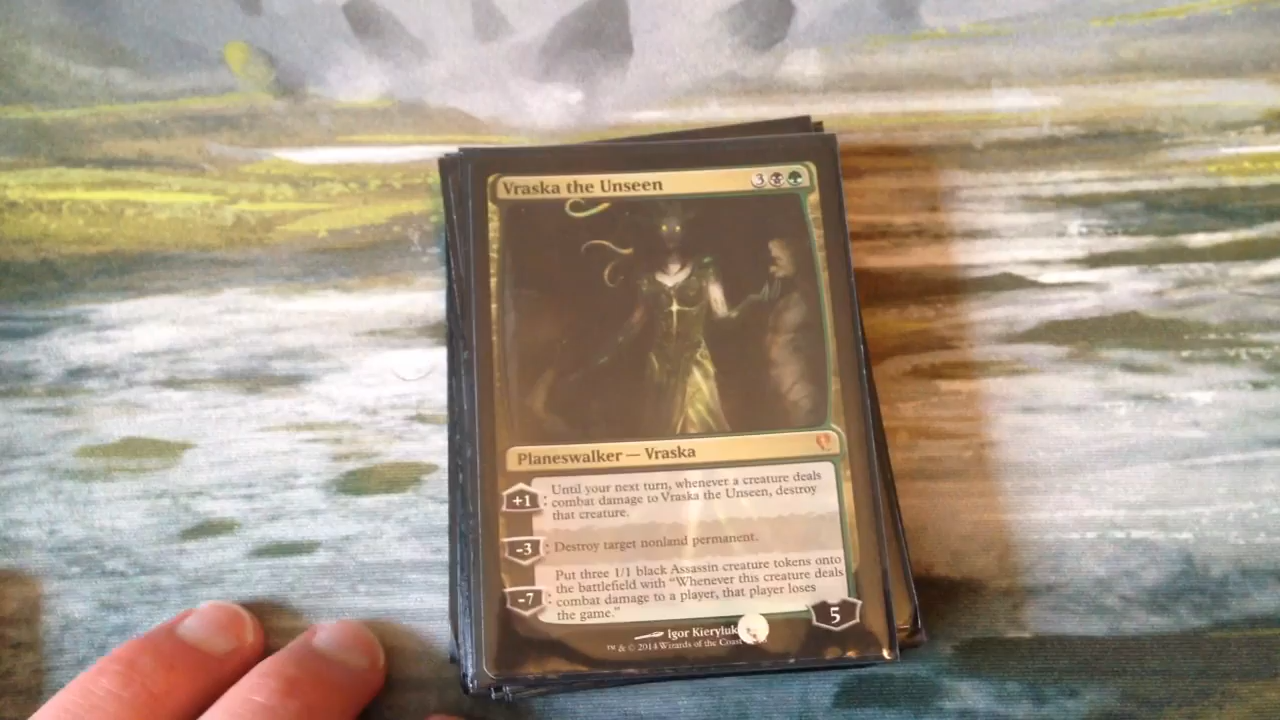 Vraska the Unseen 3
Planeswalker — Vraska
+1: Until your next turn, whenever a creature deals
combat damage to Vraska the Unseen, destroy
that creature.
-3: Destroy target nonland permanent.
Put three 1/1 black Assassin creature tokens onto
the battlefield with "Whenever this creature deals
-7: combat damage to a player, that player loses
the game."
5
Igor Kieryluk
™ & © 2014 Wizards of the Coast